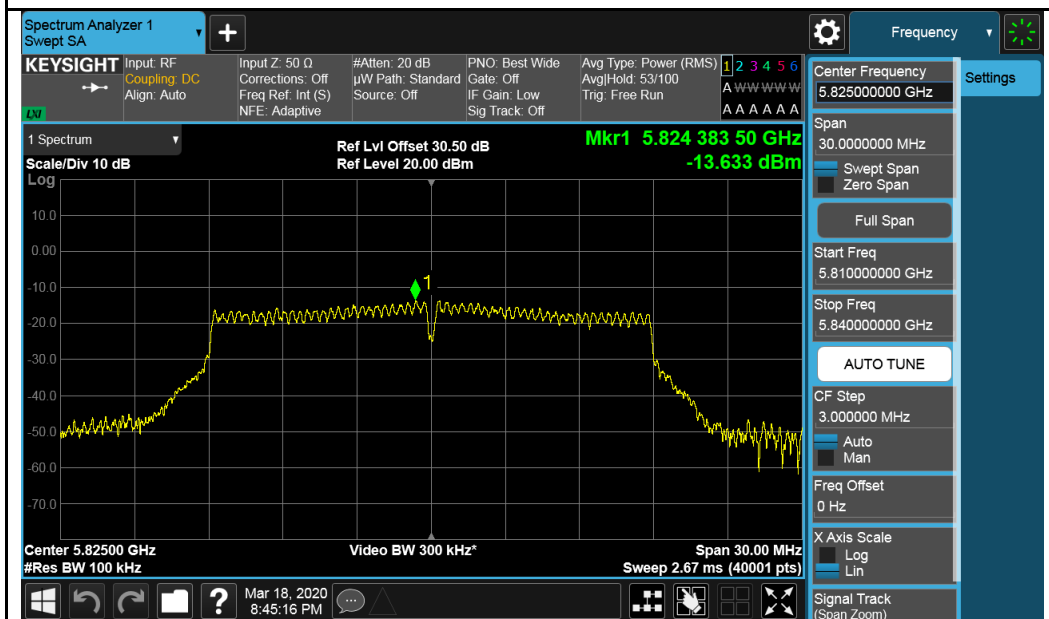 Spectrum Analyzer 1
Swept SA
+
Frequency
KEYSIGHT
LXI
Input: RF
Coupling: DC
Align: Auto
Input Z: 50 Ω
Corrections: Off
Freq Ref: Int (S)
NFE: Adaptive
#Atten: 20 dB
µW Path: Standard
Source: Off
PNO: Best Wide
Gate: Off
IF Gain: Low
Sig Track: Off
Avg Type: Power (RMS)
Avg|Hold: 53/100
Trig: Free Run
1 2 3 4 5 6
A W W W W W
A A A A A A
1 Spectrum
Scale/Div 10 dB
Ref Lvl Offset 30.50 dB
Ref Level 20.00 dBm
Mkr1 5.824 383 50 GHz
-13.633 dBm
Log
10.0
0.00
-10.0
-20.0
-30.0
-40.0
-50.0
-60.0
-70.0
1
Center 5.82500 GHz
#Res BW 100 kHz
Video BW 300 kHz*
Span 30.00 MHz
Sweep 2.67 ms (40001 pts)
Center Frequency
5.825000000 GHz
Settings
Span
30.0000000 MHz
Swept Span
Zero Span
Full Span
Start Freq
5.810000000 GHz
Stop Freq
5.840000000 GHz
AUTO TUNE
CF Step
3.000000 MHz
Auto
Man
Freq Offset
0 Hz
X Axis Scale
Log
Lin
Signal Track
(Span Zoom)
?
Mar 18, 2020
8:45:16 PM